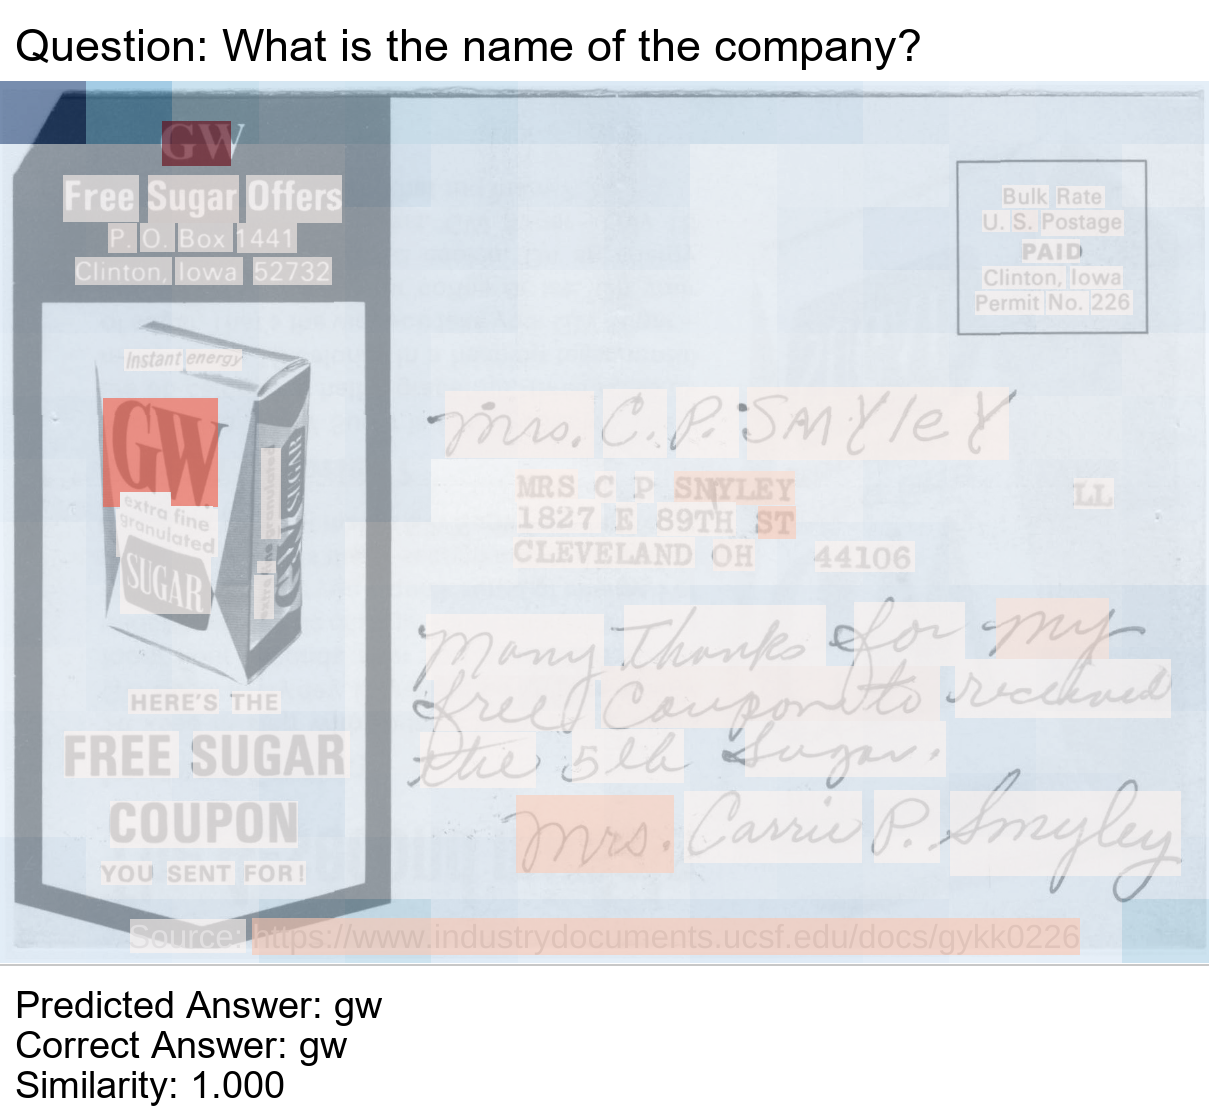 Question: What is the name of the company?
GW
Free Sugar Offers
P. O. Box 1441
Clinton, Iowa 52732
Bulk Rate
U. S. Postage
PAID
Clinton, Iowa
Permit No. 226
Instant energy
GW
extra fine
granulated
SUGAR
HERE'S THE
FREE SUGAR
COUPON
YOU SENT FOR!
Mrs. C. P. SMYleY
MRS C P SMYLEY
1827 E 89TH ST
CLEVELAND OH 44106
LL
Many Thanks for my
free Coupon to received
the 5 lb Sugar.
Mrs. Carrie P. Smyley
Source: https://www.industrydocuments.ucsf.edu/docs/gykk0226
Predicted Answer: gw
Correct Answer: gw
Similarity: 1.000